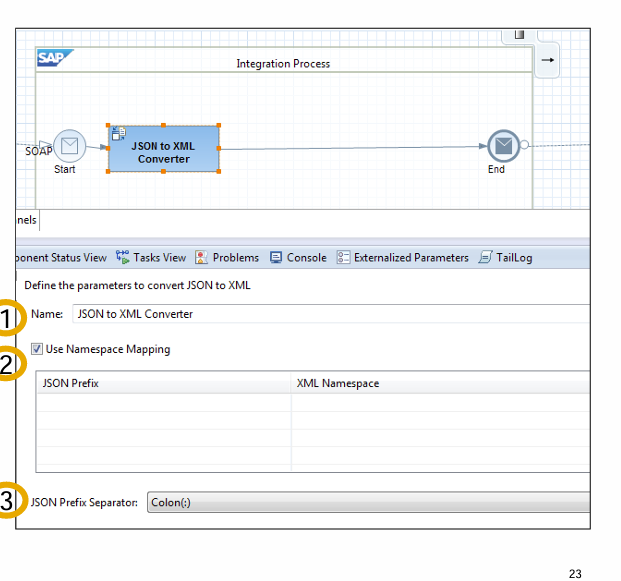 SAP
Integration Process
SOAP
JSON to XML
Converter
Start
End
nels
ponent Status View Tasks View Problems Console Externalized Parameters TailLog
Define the parameters to convert JSON to XML
1 Name: JSON to XML Converter
Use Namespace Mapping
2
JSON Prefix XML Namespace
3 JSON Prefix Separator: Colon(:)
23